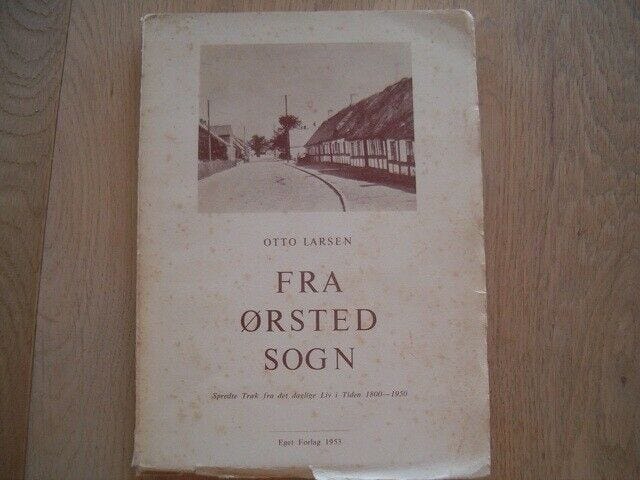 OTTO LARSEN
FRA
ØRSTED
SOGN
Spredte Træk fra det daglige Liv i Tiden 1800—1950
Eget Forlag 1953